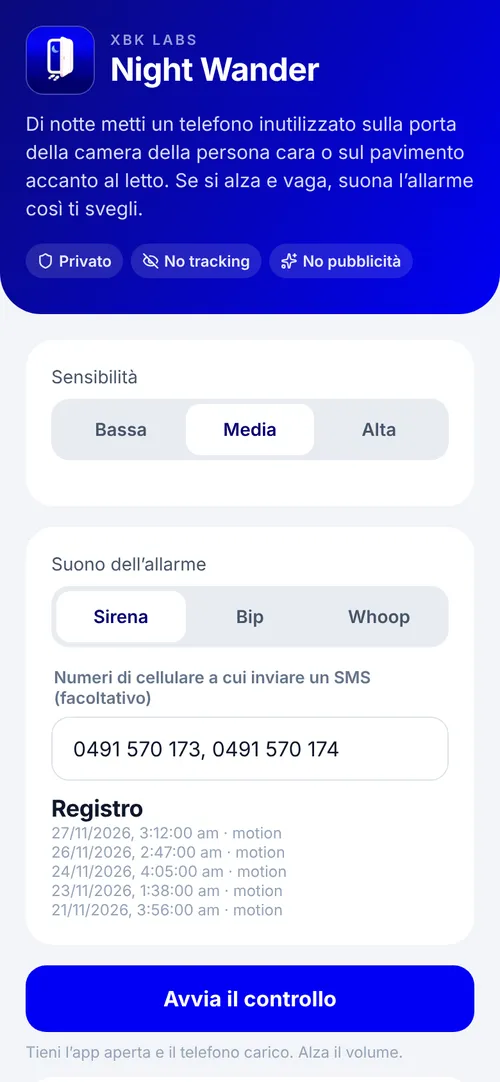 XBK LABS
Night Wander
Di notte metti un telefono inutilizzato sulla porta
della camera della persona cara o sul pavimento
accanto al letto. Se si alza e vaga, suona l’allarme
così ti svegli.
Privato
No tracking
No pubblicità
Sensibilità
Bassa
Media
Alta
Suono dell’allarme
Sirena
Bip
Whoop
Numeri di cellulare a cui inviare un SMS
(facoltativo)
0491 570 173, 0491 570 174
Registro
27/11/2026, 3:12:00 am · motion
26/11/2026, 2:47:00 am · motion
24/11/2026, 4:05:00 am · motion
23/11/2026, 1:38:00 am · motion
21/11/2026, 3:56:00 am · motion
Avvia il controllo
Tieni l’app aperta e il telefono carico. Alza il volume.